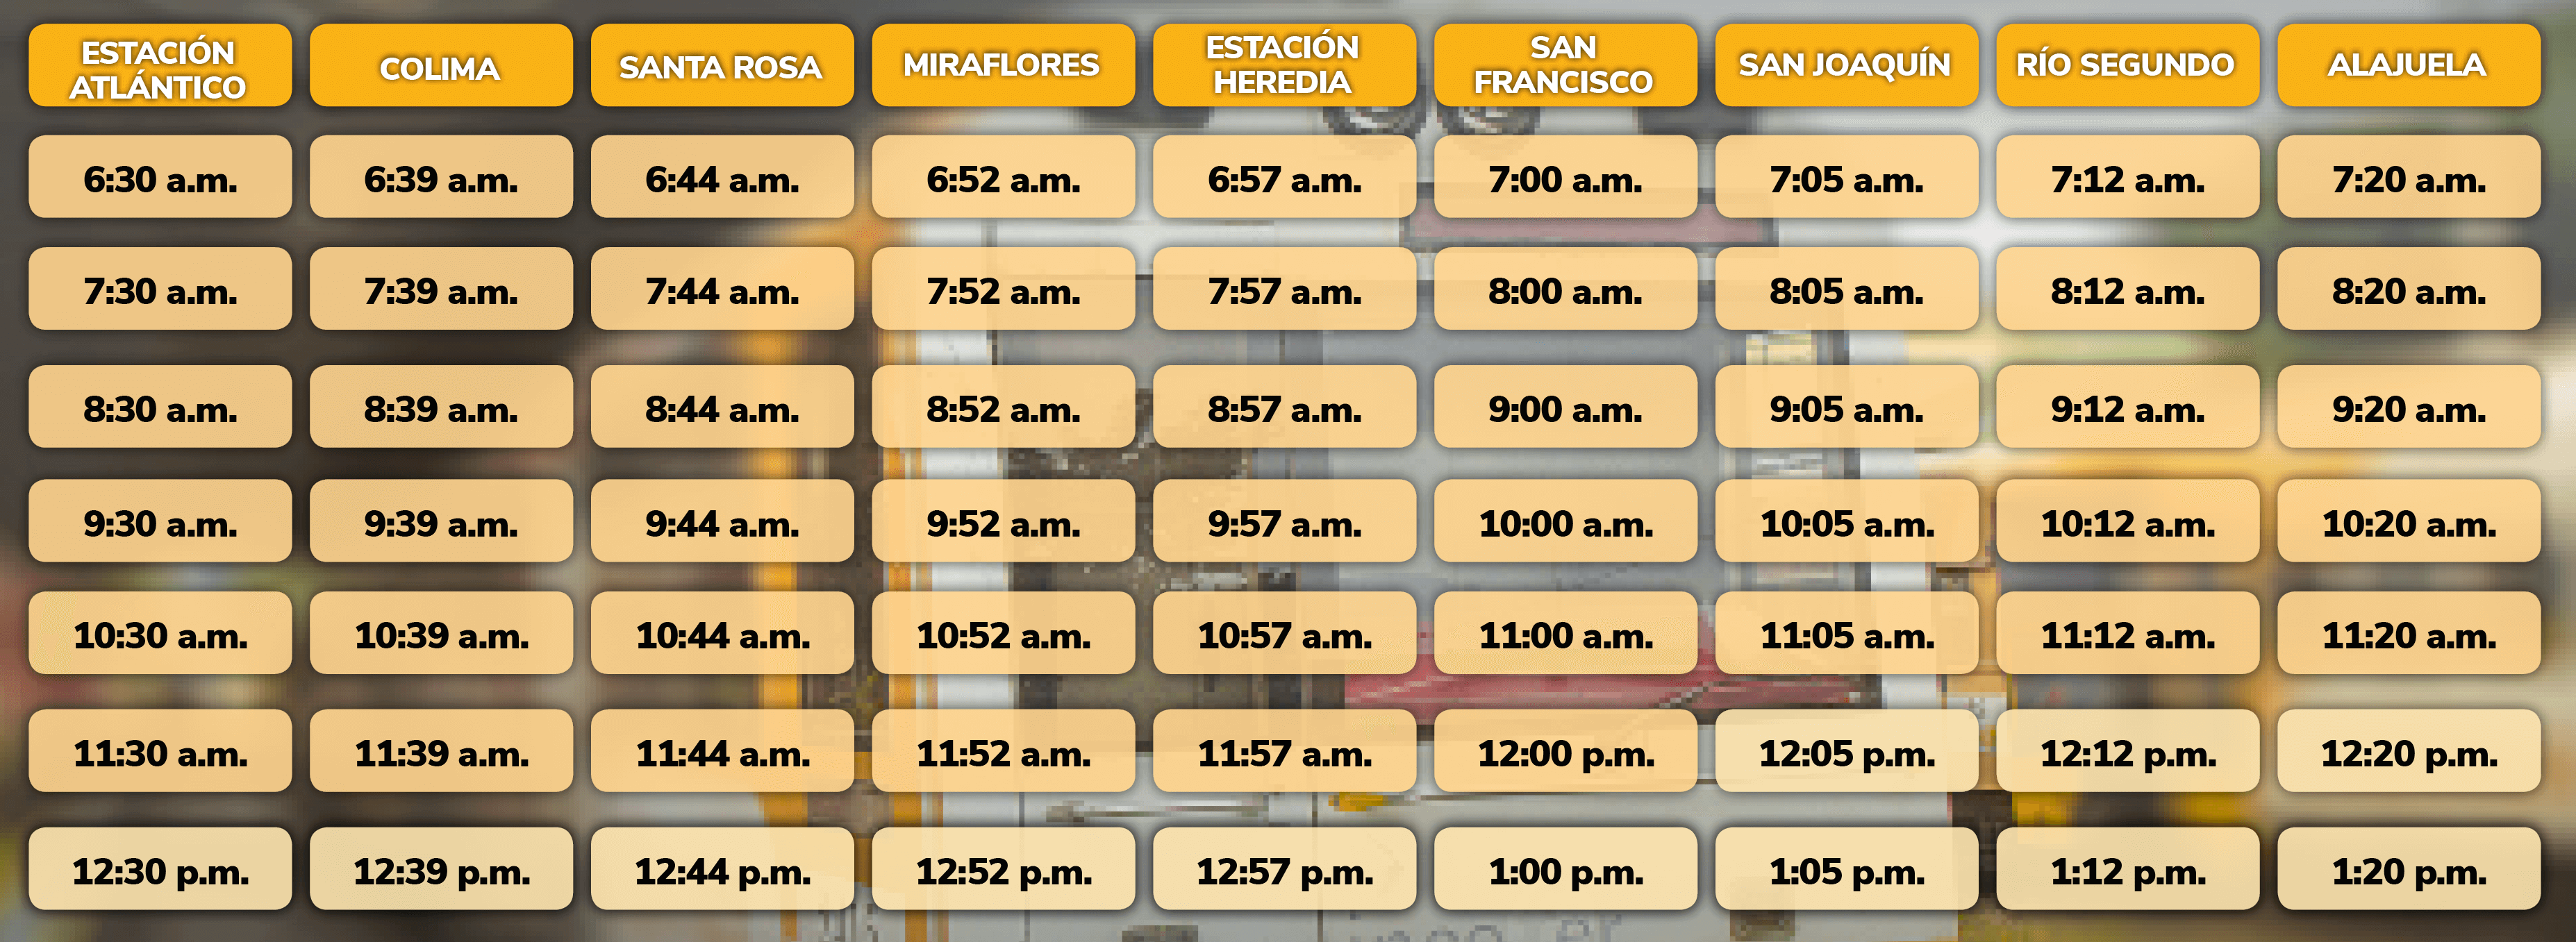 ESTACIÓN ATLÁNTICO COLIMA SANTA ROSA MIRAFLORES ESTACIÓN HEREDIA SAN FRANCISCO SAN JOAQUÍN RÍO SEGUNDO ALAJUELA
6:30 a.m. 6:39 a.m. 6:44 a.m. 6:52 a.m. 6:57 a.m. 7:00 a.m. 7:05 a.m. 7:12 a.m. 7:20 a.m.
7:30 a.m. 7:39 a.m. 7:44 a.m. 7:52 a.m. 7:57 a.m. 8:00 a.m. 8:05 a.m. 8:12 a.m. 8:20 a.m.
8:30 a.m. 8:39 a.m. 8:44 a.m. 8:52 a.m. 8:57 a.m. 9:00 a.m. 9:05 a.m. 9:12 a.m. 9:20 a.m.
9:30 a.m. 9:39 a.m. 9:44 a.m. 9:52 a.m. 9:57 a.m. 10:00 a.m. 10:05 a.m. 10:12 a.m. 10:20 a.m.
10:30 a.m. 10:39 a.m. 10:44 a.m. 10:52 a.m. 10:57 a.m. 11:00 a.m. 11:05 a.m. 11:12 a.m. 11:20 a.m.
11:30 a.m. 11:39 a.m. 11:44 a.m. 11:52 a.m. 11:57 a.m. 12:00 p.m. 12:05 p.m. 12:12 p.m. 12:20 p.m.
12:30 p.m. 12:39 p.m. 12:44 p.m. 12:52 p.m. 12:57 p.m. 1:00 p.m. 1:05 p.m. 1:12 p.m. 1:20 p.m.